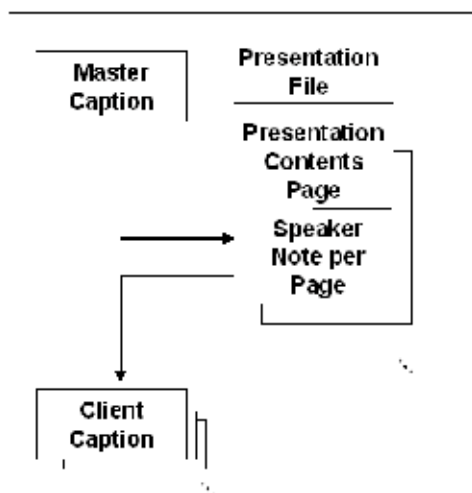 Master
Caption
Presentation
File
Presentation
Contents
Page
Speaker
Note per
Page
Client
Caption